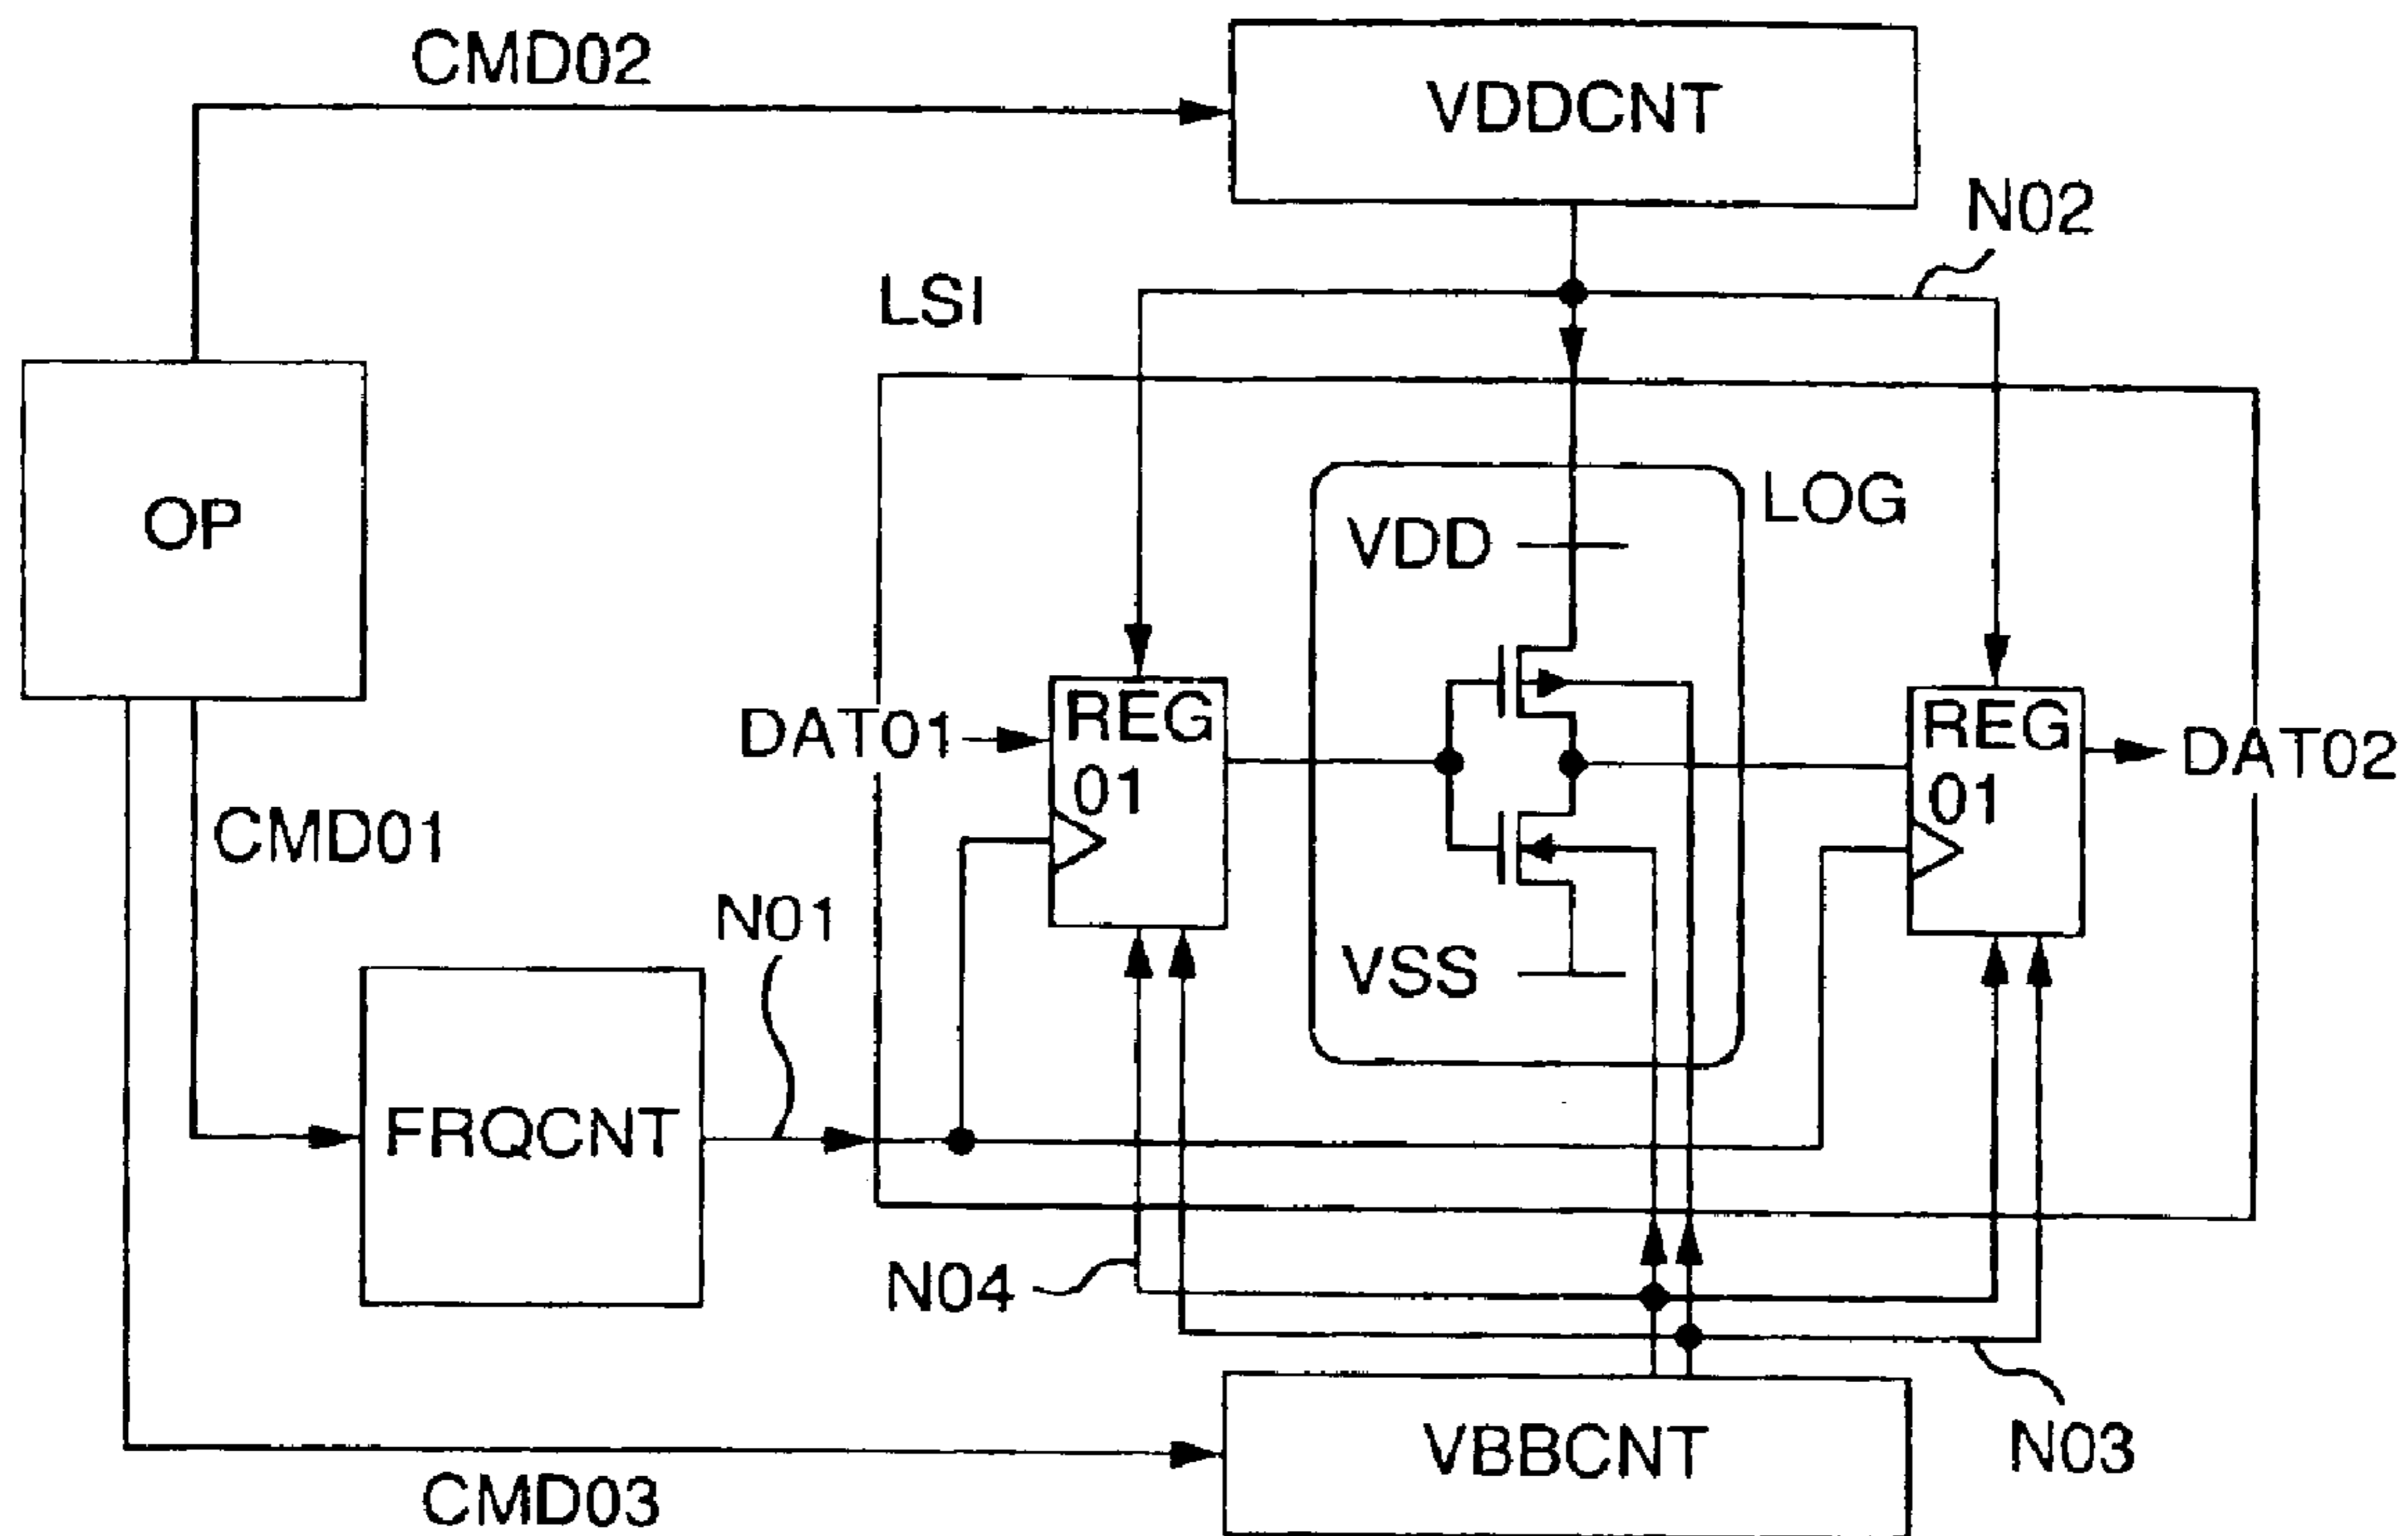 CMD02
VDDCNT
N02
LSI
OP
LOG
VDD
DAT01
REG
01
REG
01
DAT02
CMD01
N01
VSS
FRQCNT
N04
VBBCNT
N03
CMD03